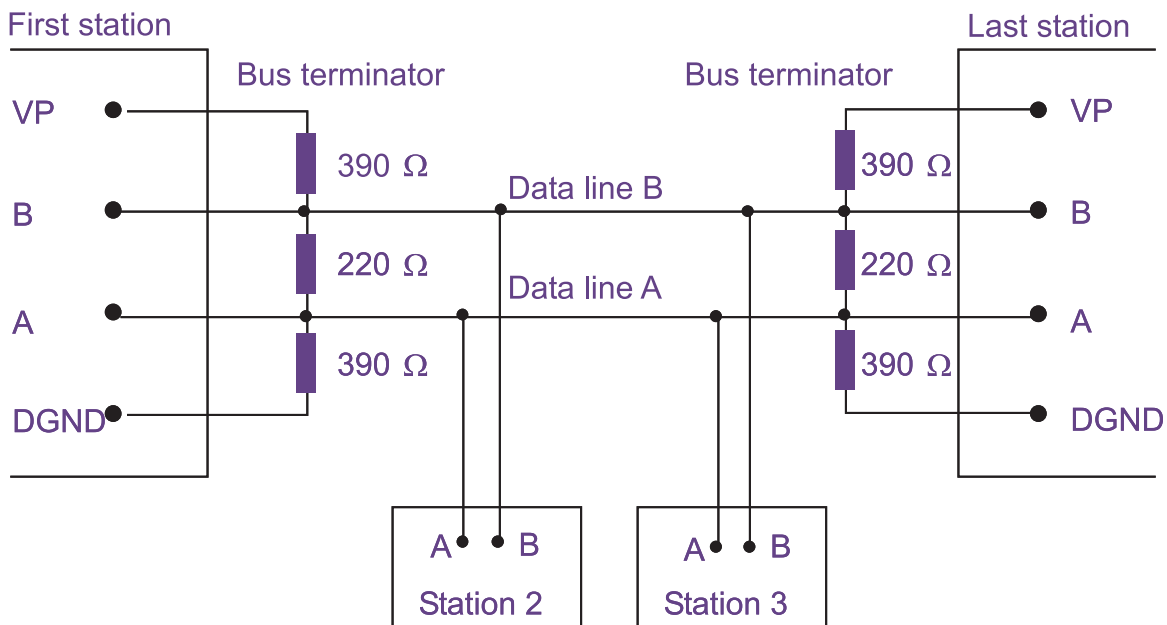 First station
Last station
Bus terminator
Bus terminator
VP
VP
390 Ω
390 Ω
Data line B
B
B
220 Ω
220 Ω
Data line A
A
A
390 Ω
390 Ω
DGND
DGND
A B
A B
Station 2
Station 3